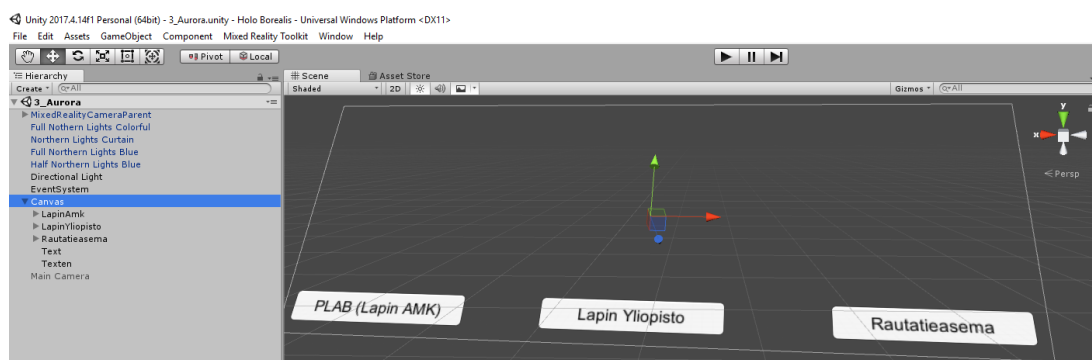 Unity 2017.4.14f1 Personal (64bit) - 3_Aurora.unity - Holo Borealis - Universal Windows Platform <DX11>
File Edit Assets GameObject Component Mixed Reality Toolkit Window Help
Pivot Local
Hierarchy
Scene Asset Store
Create All
Shaded 2D Gizmos All
3_Aurora
MixedRealityCameraParent
Full Nothern Lights Colorful
Northern Lights Curtain
Full Northern Lights Blue
Half Northern Lights Blue
Directional Light
EventSystem
Canvas
LapinAmk
LapinYliopisto
Rautatieasema
Text
Texten
Main Camera
y
x
Persp
PLAB (Lapin AMK)
Lapin Yliopisto
Rautatieasema